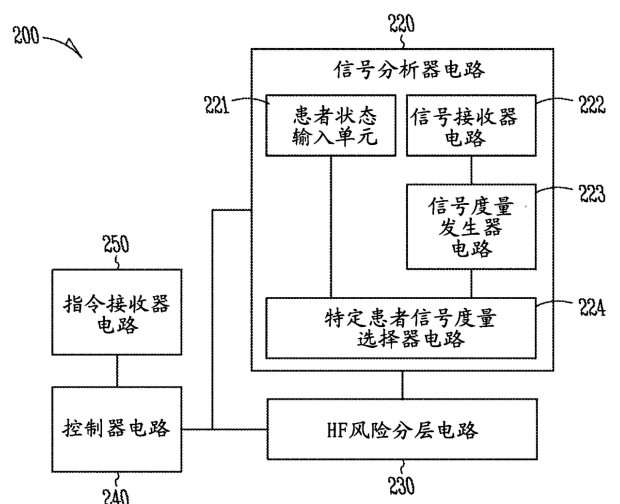 200
220
信号分析器电路
221
患者状态
输入单元
信号接收器
电路
222
信号度量
发生器
电路
223
250
指令接收器
电路
特定患者信号度量
选择器电路
224
控制器电路
240
HF风险分层电路
230